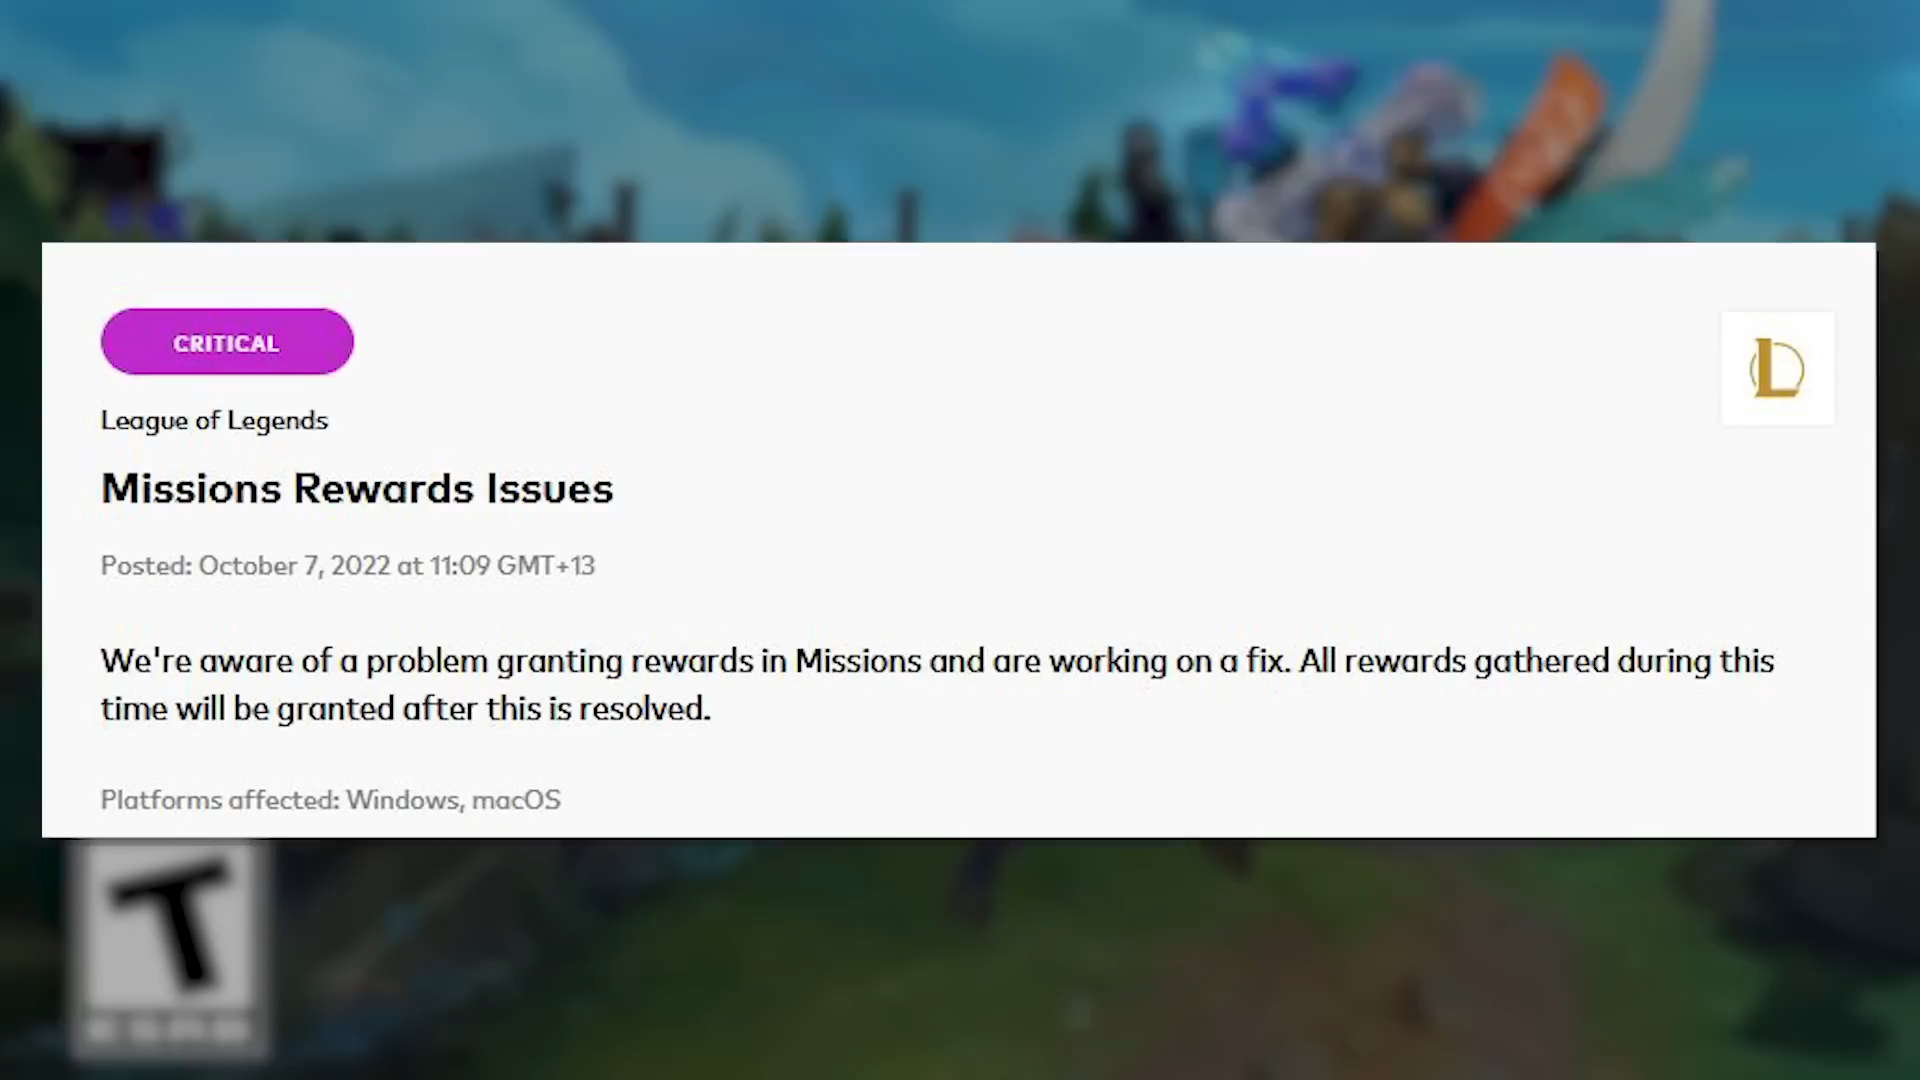 CRITICAL
League of Legends
Missions Rewards Issues
Posted: October 7, 2022 at 11:09 GMT+13
We're aware of a problem granting rewards in Missions and are working on a fix. All rewards gathered during this
time will be granted after this is resolved.
Platforms affected: Windows, macOS
T